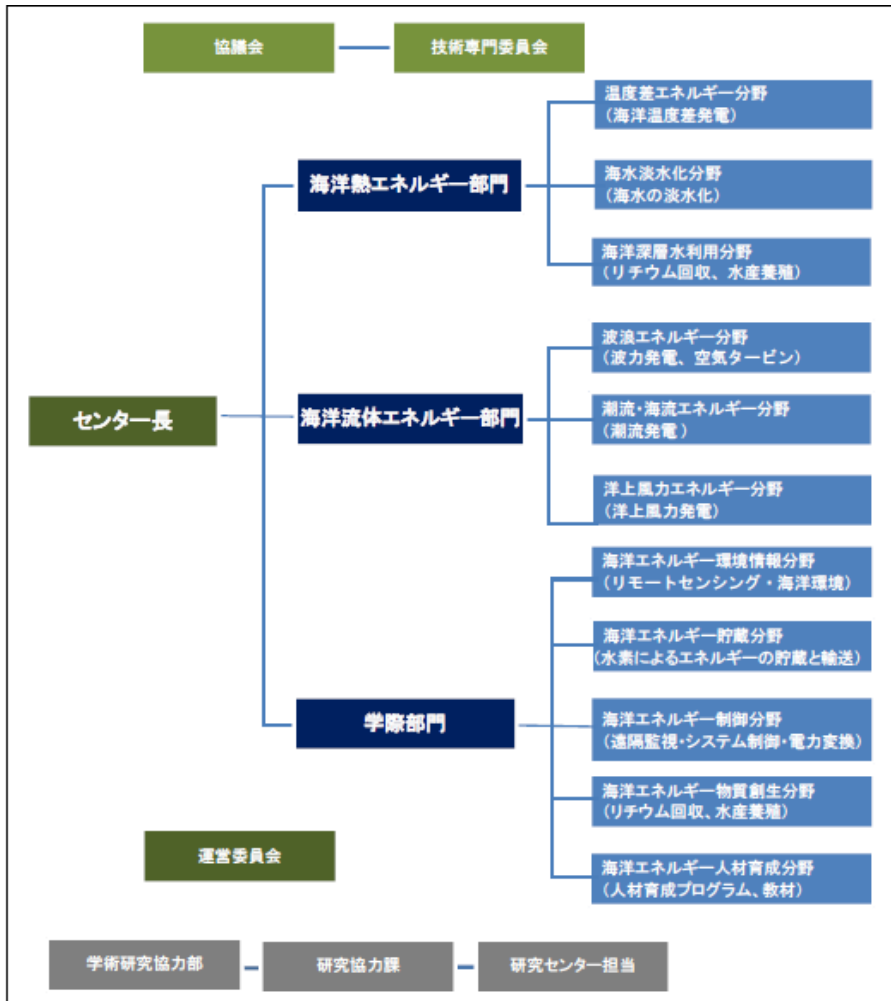 協議会
技術専門委員会
温度差エネルギー分野
(海洋温度差発電)
海洋熱エネルギー部門
海水淡水化分野
(海水の淡水化)
海洋深層水利用分野
(リチウム回収、水産養殖)
波浪エネルギー分野
(波力発電、空気タービン)
センター長
海洋流体エネルギー部門
潮流・海流エネルギー分野
(潮流発電)
洋上風力エネルギー分野
(洋上風力発電)
海洋エネルギー環境情報分野
(リモートセンシング・海洋環境)
海洋エネルギー貯蔵分野
(水素によるエネルギーの貯蔵と輸送)
学際部門
海洋エネルギー制御分野
(遠隔監視・システム制御・電力変換)
海洋エネルギー物質創生分野
(リチウム回収、水産養殖)
運営委員会
海洋エネルギー人材育成分野
(人材育成プログラム、教材)
学術研究協力部
研究協力課
研究センター担当